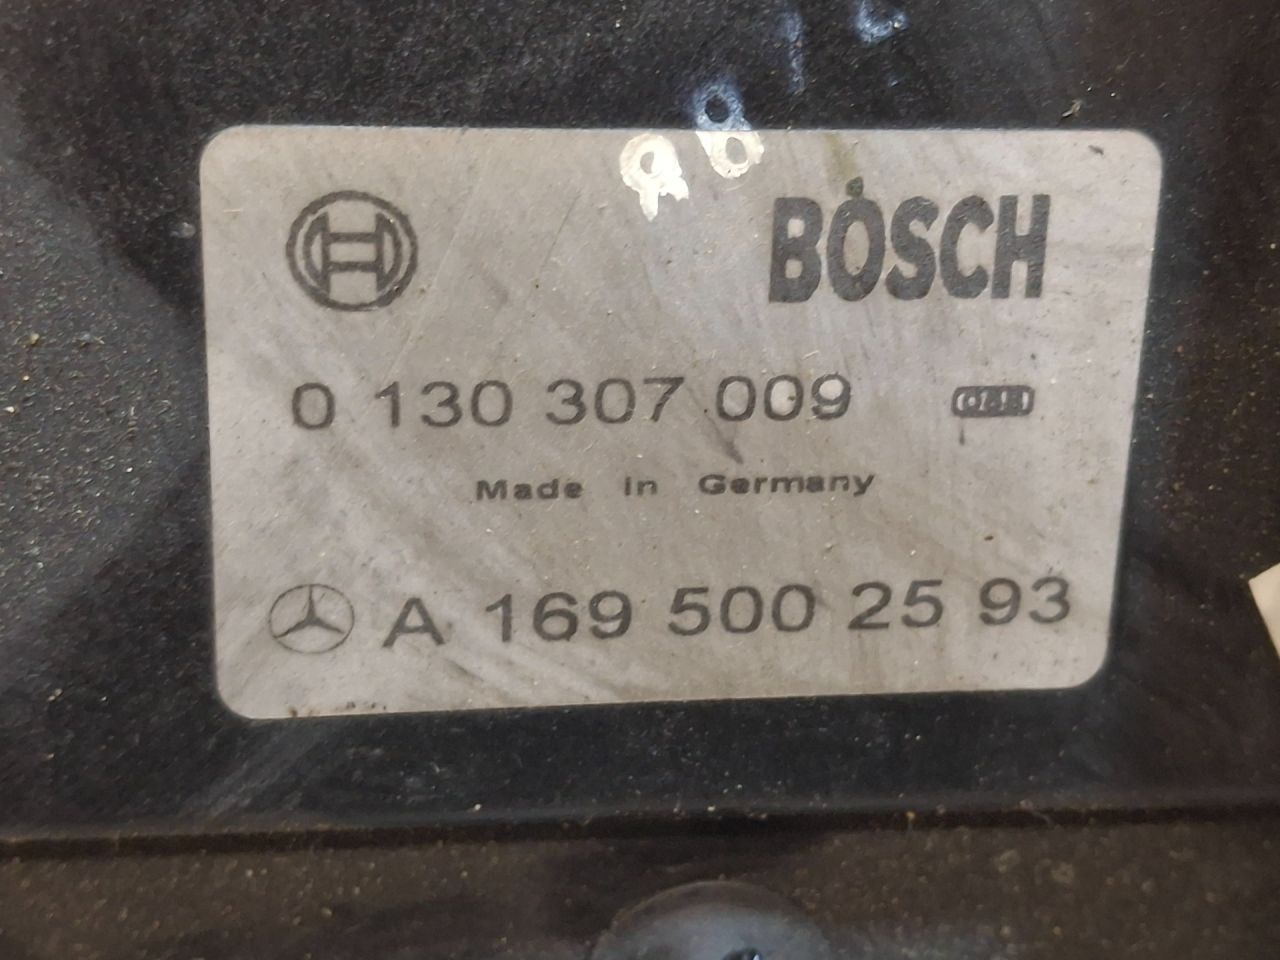 BOSCH
0 130 307 009
Made in Germany
A 169 500 25 93